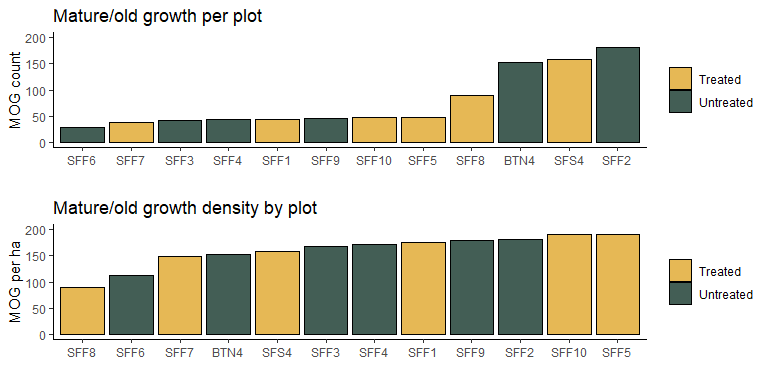 Mature/old growth per plot
MOG count
200
150
100
50
0
SFF6 SFF7 SFF3 SFF4 SFF1 SFF9 SFF10 SFF5 SFF8 BTN4 SFS4 SFF2
Treated
Untreated
Mature/old growth density by plot
MOG per ha
200
150
100
50
0
SFF8 SFF6 SFF7 BTN4 SFS4 SFF3 SFF4 SFF1 SFF9 SFF2 SFF10 SFF5
Treated
Untreated